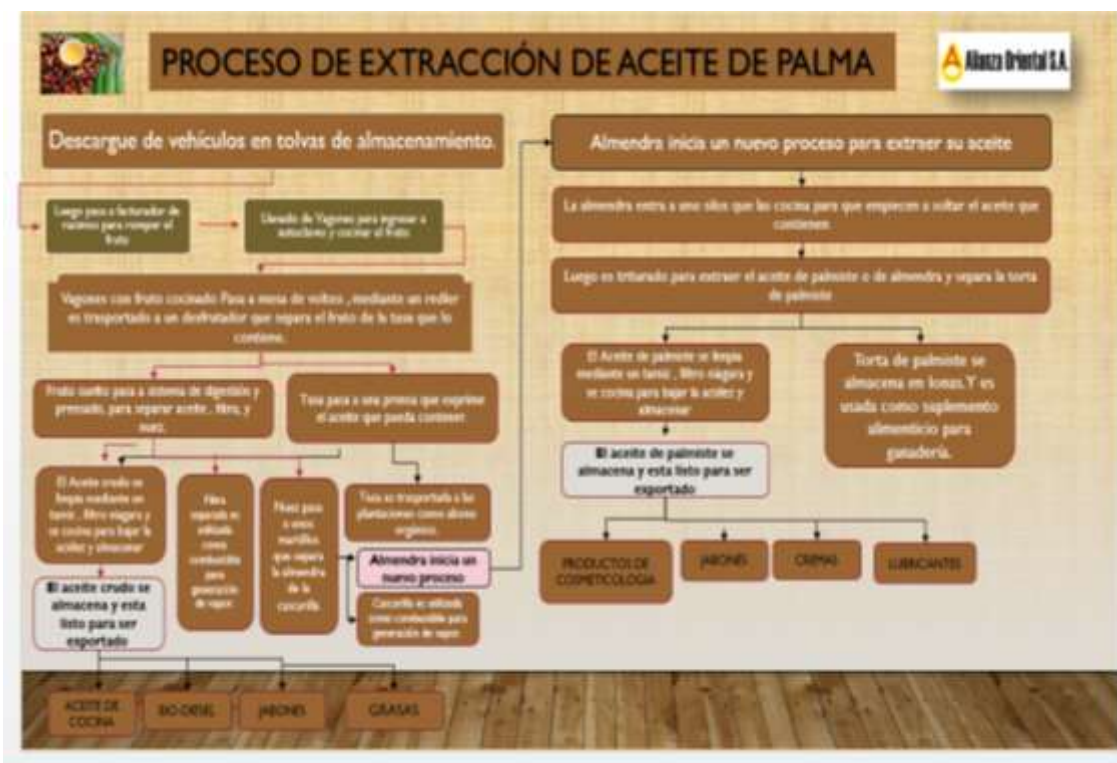 PROCESO DE EXTRACCIÓN DE ACEITE DE PALMA
Alianza Oriental S.A.
Descargue de vehículos en tolvas de almacenamiento.
Luego pasa a facturador de
racimos para romper el
fruto
Llenado de Vagones para ingresar a
autoclaves y cocinar el fruto
Vagones con fruto cocinado Pasa a mesa de volteo , mediante un redler
es trasportado a un desfrutador que separa el fruto de la tusa que lo
contiene.
Fruto suelto pasa a sistema de digestión y
prensado, para separar aceite , fibra, y
nuez.
Tusa pasa a una prensa que exprime
el aceite que pueda contener
El Aceite crudo se
limpia mediante un
tamiz , filtro niagara y
se cocina para bajar la
acidez y almacenar
Fibra
separada es
utilizada
como
combustible
para
generación
de vapor.
Nuez pasa
a unos
martillos
que separa
la almendra
de la
cascarilla
Tusa es trasportada a las
plantaciones como abono
orgánico.
Almendra inicia un
nuevo proceso
Cascarilla es utilizada
como combustible para
generación de vapor
El aceite crudo se
almacena y esta
listo para ser
exportado
ACEITE DE
COCINA
BIO-DIESEL
JABONES
GRASAS
Almendra inicia un nuevo proceso para extraer su aceite
La almendra entra a uno silos que las cocina para que empiecen a soltar el aceite que
contienen
Luego es triturado para extraer el aceite de palmiste o de almendra y separa la torta
de palmiste
El Aceite de palmiste se limpia
mediante un tamiz , filtro niagara y
se cocina para bajar la acidez y
almacenar
Torta de palmiste se
almacena en lonas. Y es
usada como suplemento
alimenticio para
ganadería.
El aceite de palmiste se
almacena y esta listo para ser
exportado
PRODUCTOS DE
COSMETICOLOGIA
JABONES
CREMAS
LUBRICANTES